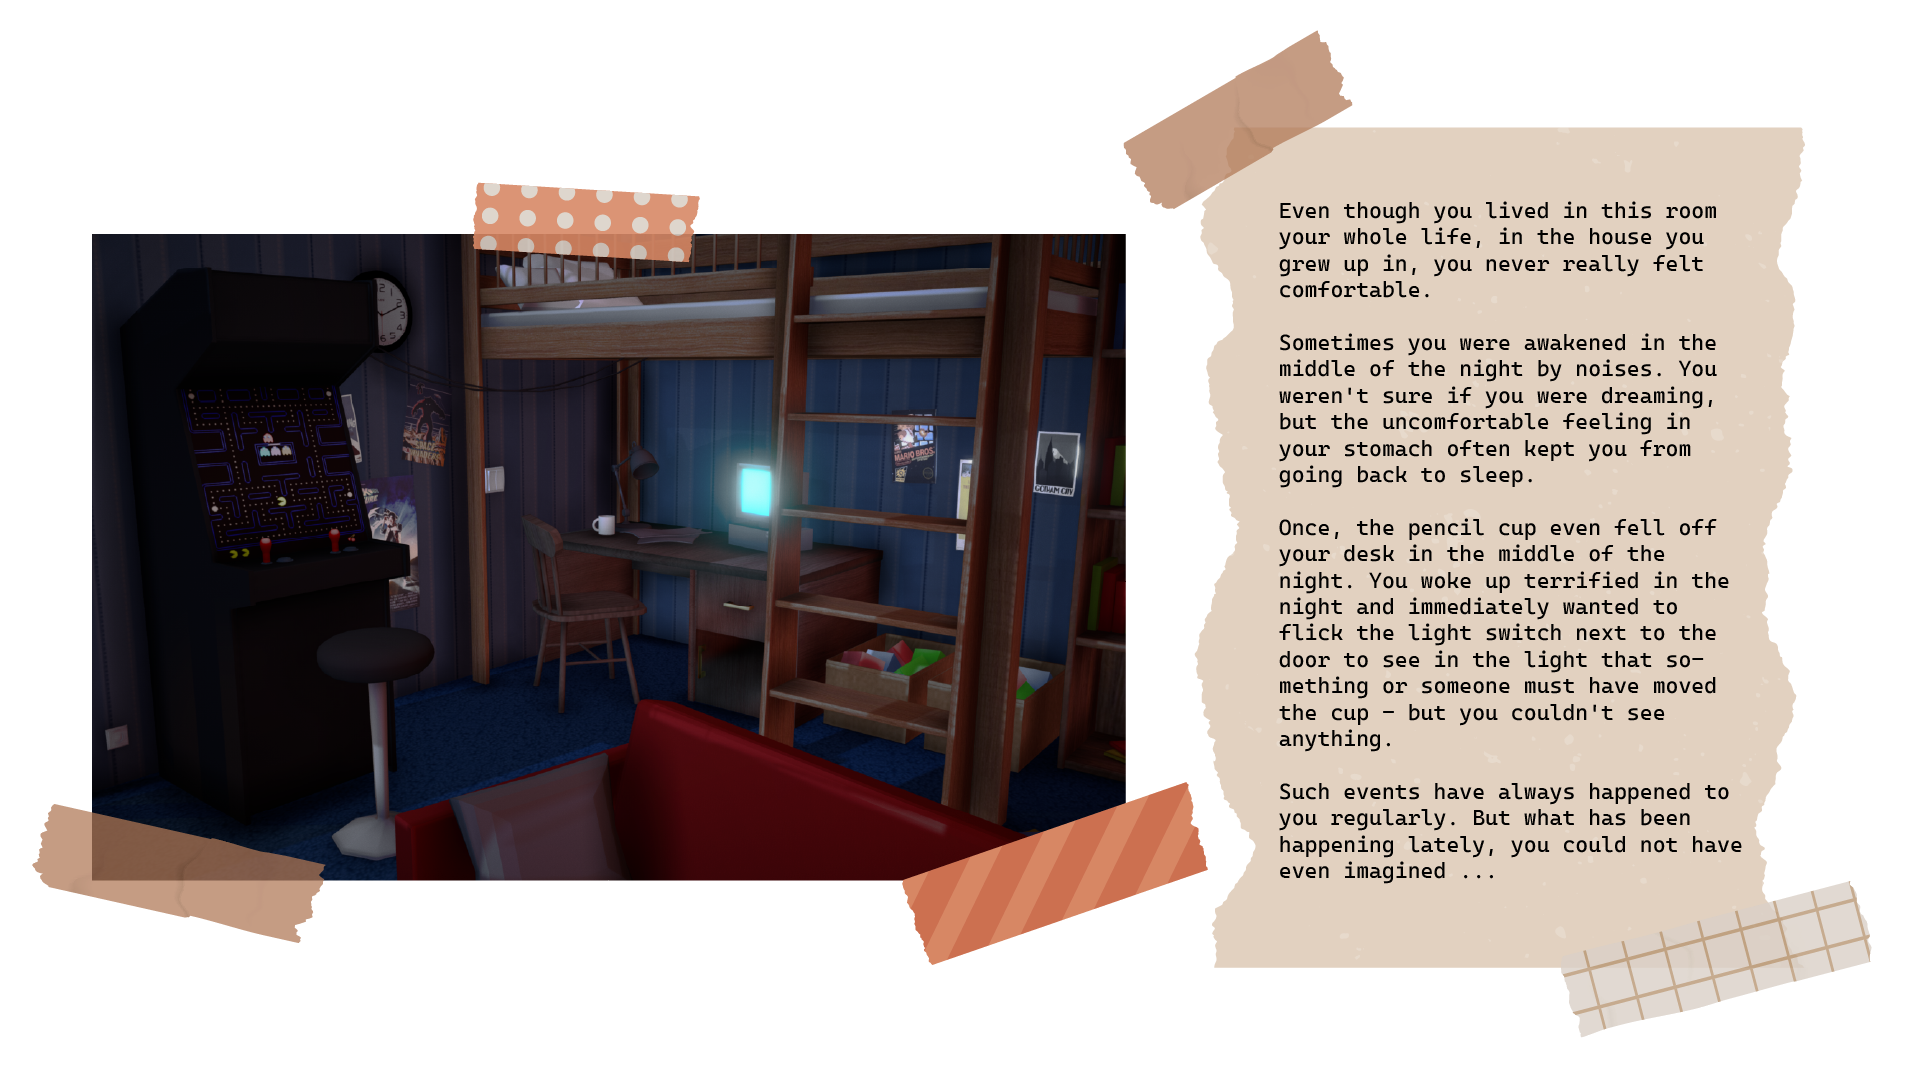 MARIO BROS.
GOTHAM CITY
Even though you lived in this room
your whole life, in the house you
grew up in, you never really felt
comfortable.
Sometimes you were awakened in the
middle of the night by noises. You
weren't sure if you were dreaming,
but the uncomfortable feeling in
your stomach often kept you from
going back to sleep.
Once, the pencil cup even fell off
your desk in the middle of the
night. You woke up terrified in the
night and immediately wanted to
flick the light switch next to the
door to see in the light that so–
mething or someone must have moved
the cup – but you couldn't see
anything.
Such events have always happened to
you regularly. But what has been
happening lately, you could not have
even imagined ...